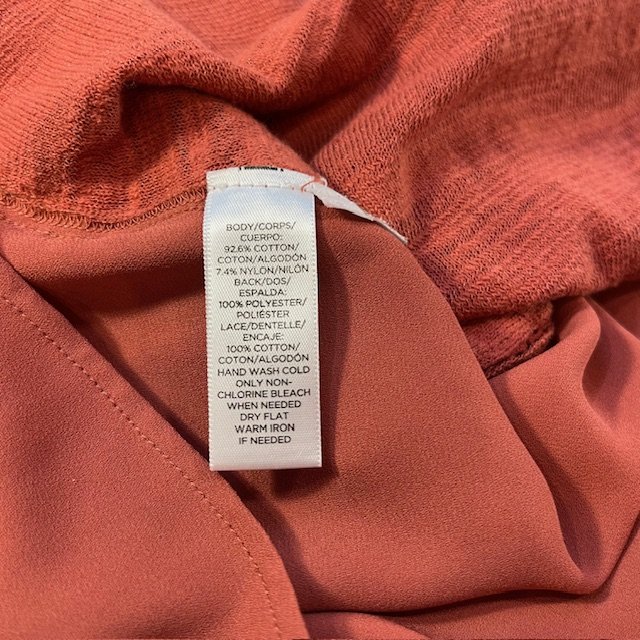 BODY/CORPS/
CUERPO:
92.6% COTTON/
COTON/ALGODÓN
7.4% NYLON/NILÓN
BACK/DOS/
ESPALDA:
100% POLYESTER/
POLIÉSTER
LACE/DENTELLE/
ENCAJE:
100% COTTON/
COTON/ALGODÓN
HAND WASH COLD
ONLY NON-
CHLORINE BLEACH
WHEN NEEDED
DRY FLAT
WARM IRON
IF NEEDED